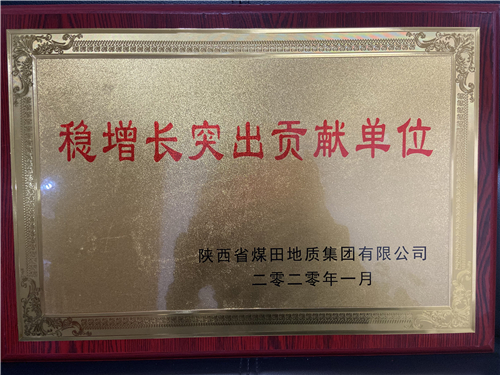 稳增长突出贡献单位
陕西省煤田地质集团有限公司
二零二零年一月